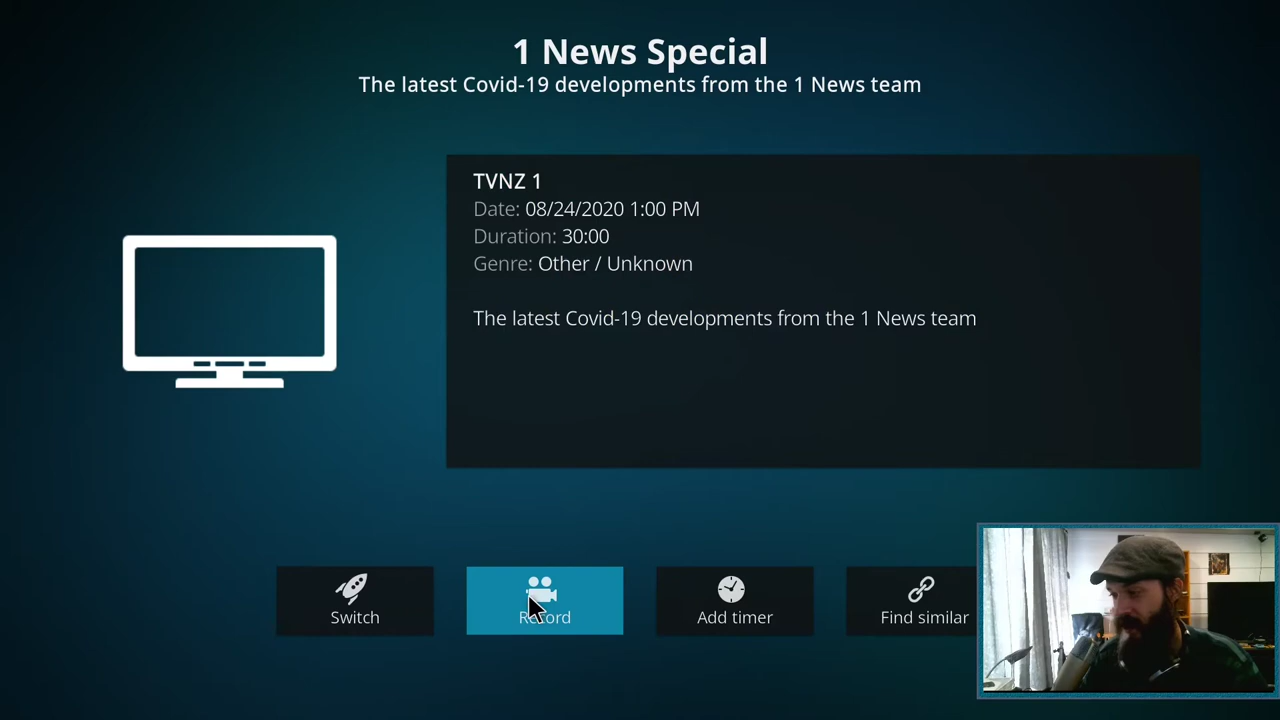 1 News Special
The latest Covid-19 developments from the 1 News team
TVNZ 1
Date: 08/24/2020 1:00 PM
Duration: 30:00
Genre: Other / Unknown
The latest Covid-19 developments from the 1 News team
Switch
Record
Add timer
Find similar